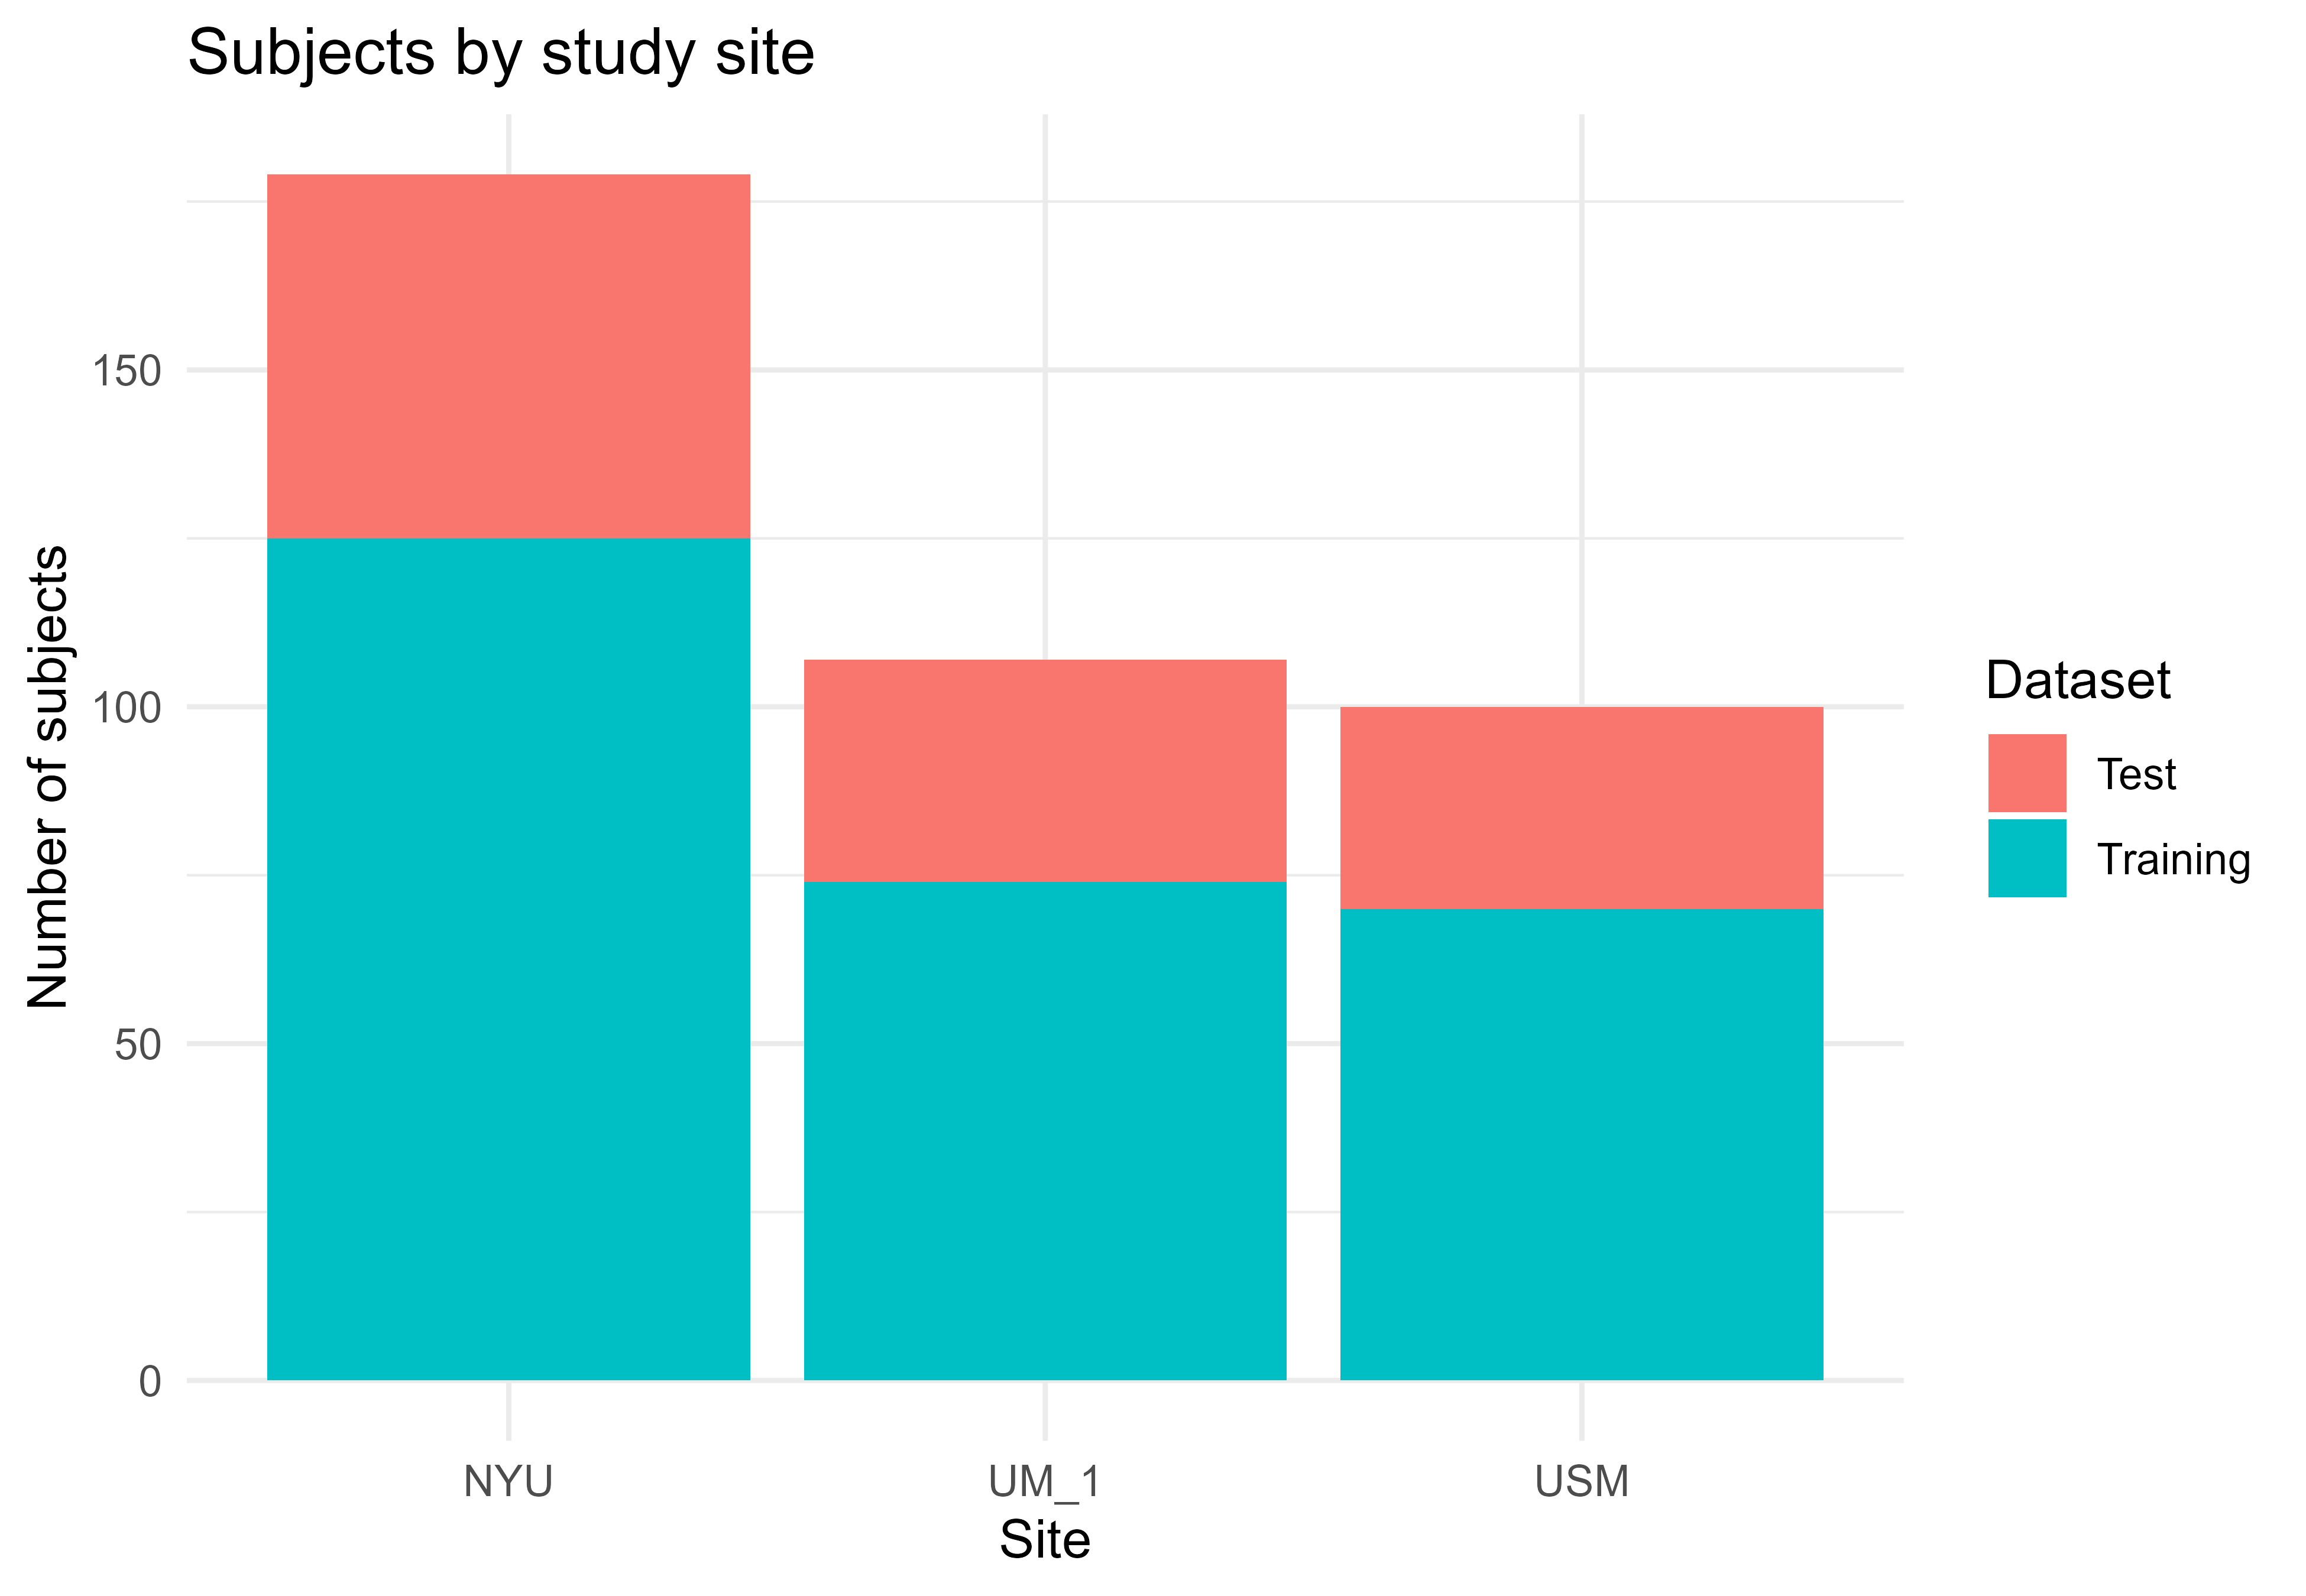 Subjects by study site
Number of subjects
150
100
50
0
NYU
UM_1
USM
Site
Dataset
Test
Training